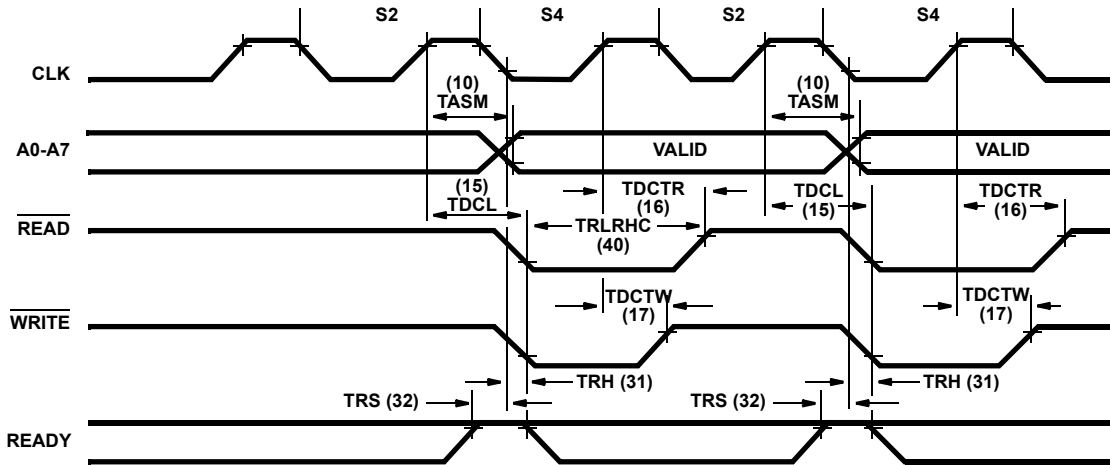 S2 S4 S2 S4
CLK
(10) (10)
TASM TASM
A0-A7 VALID VALID
(15) TDCTR TDCL TDCTR
TDCL (16) (15) (16)
READ TRLRHC
(40)
TDCTW TDCTW
WRITE (17) (17)
TRH (31) TRH (31)
TRS (32) TRS (32)
READY